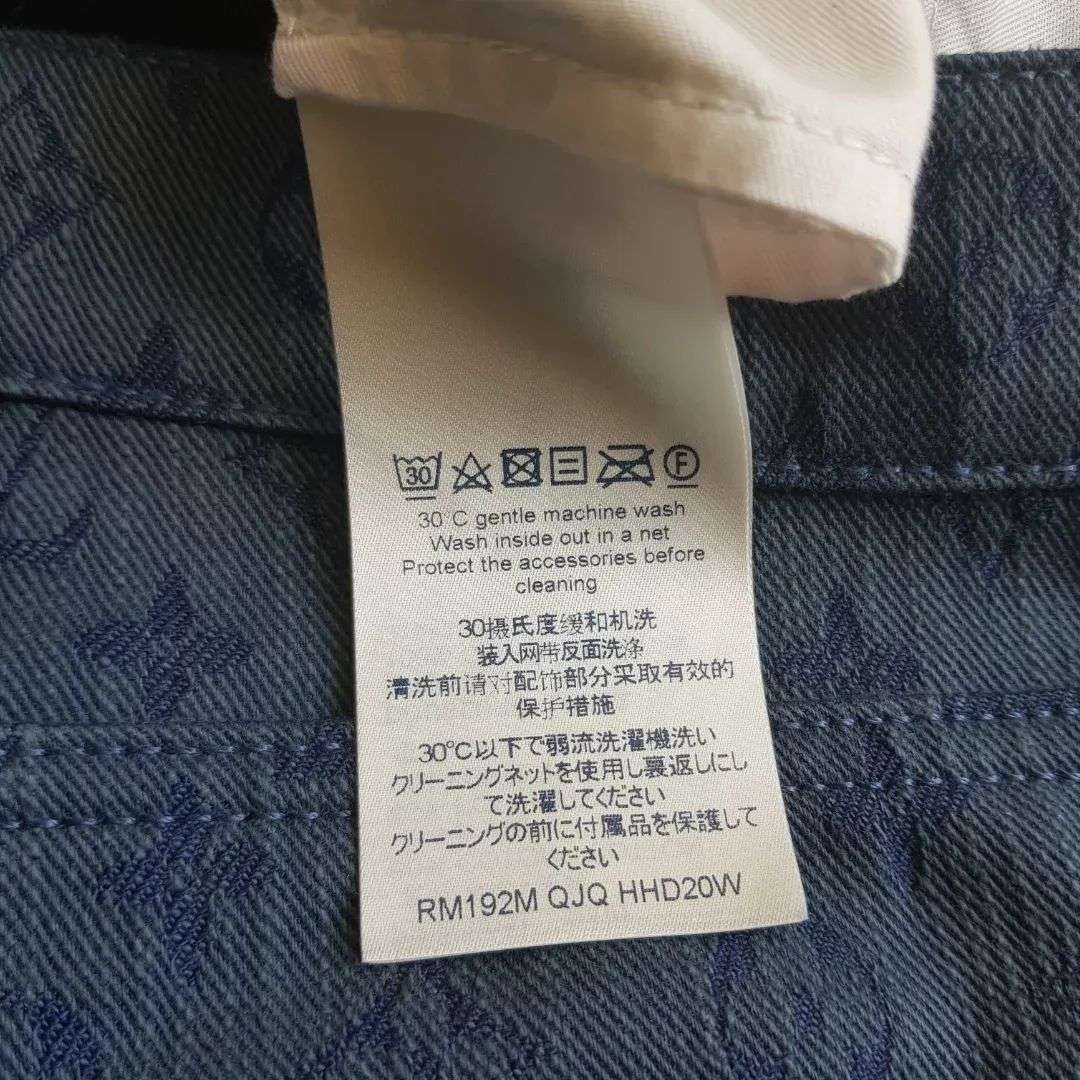 30 F
30°C gentle machine wash
Wash inside out in a net
Protect the accessories before
cleaning
30摄氏度缓和机洗
装入网带反面洗涤
清洗前请对配饰部分采取有效的
保护措施
30°C以下で弱流洗濯機洗い
クリーニングネットを使用し裏返しにし
て洗濯してください
クリーニングの前に付属品を保護して
ください
RM192M QJQ HHD20W